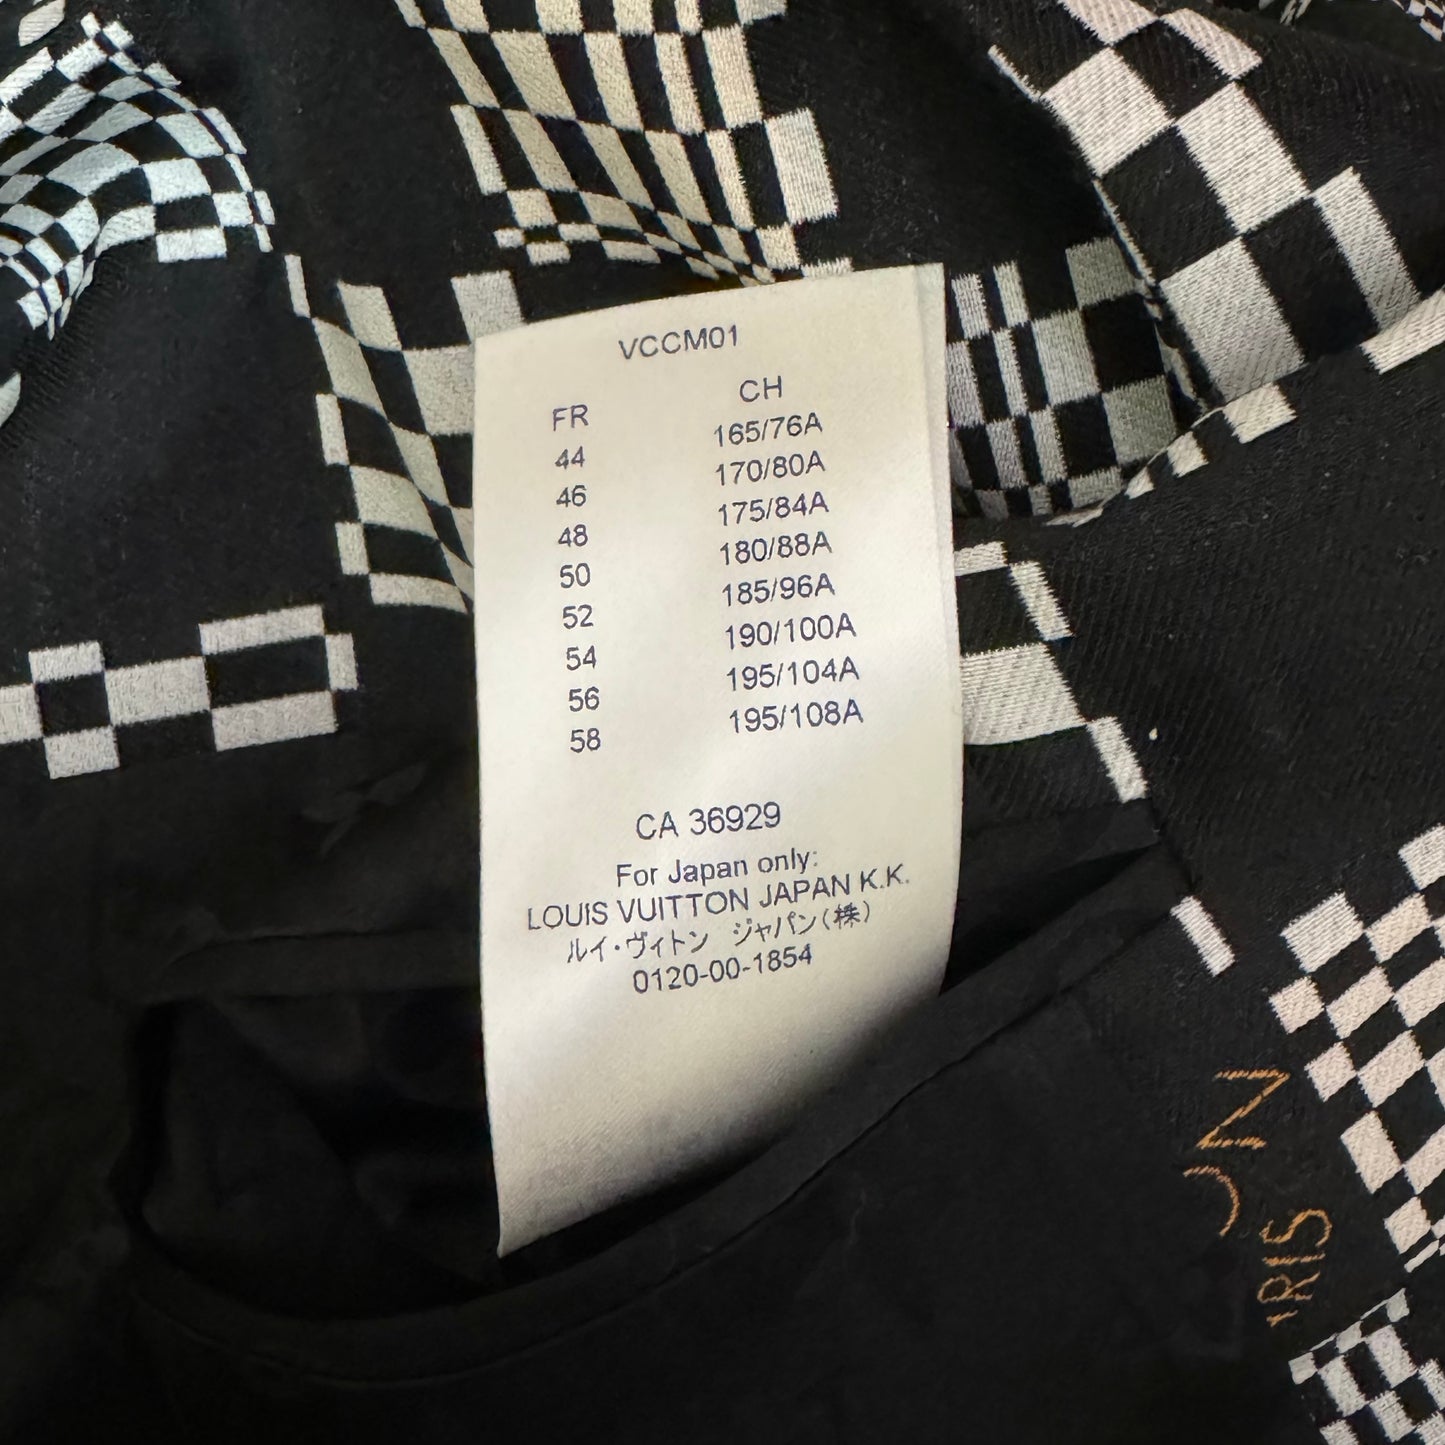 VCCM01
FR CH
44 165/76A
46 170/80A
48 175/84A
50 180/88A
52 185/96A
54 190/100A
56 195/104A
58 195/108A
CA 36929
For Japan only:
LOUIS VUITTON JAPAN K.K.
ルイ・ヴィトン ジャパン(株)
0120-00-1854
ON
RIS